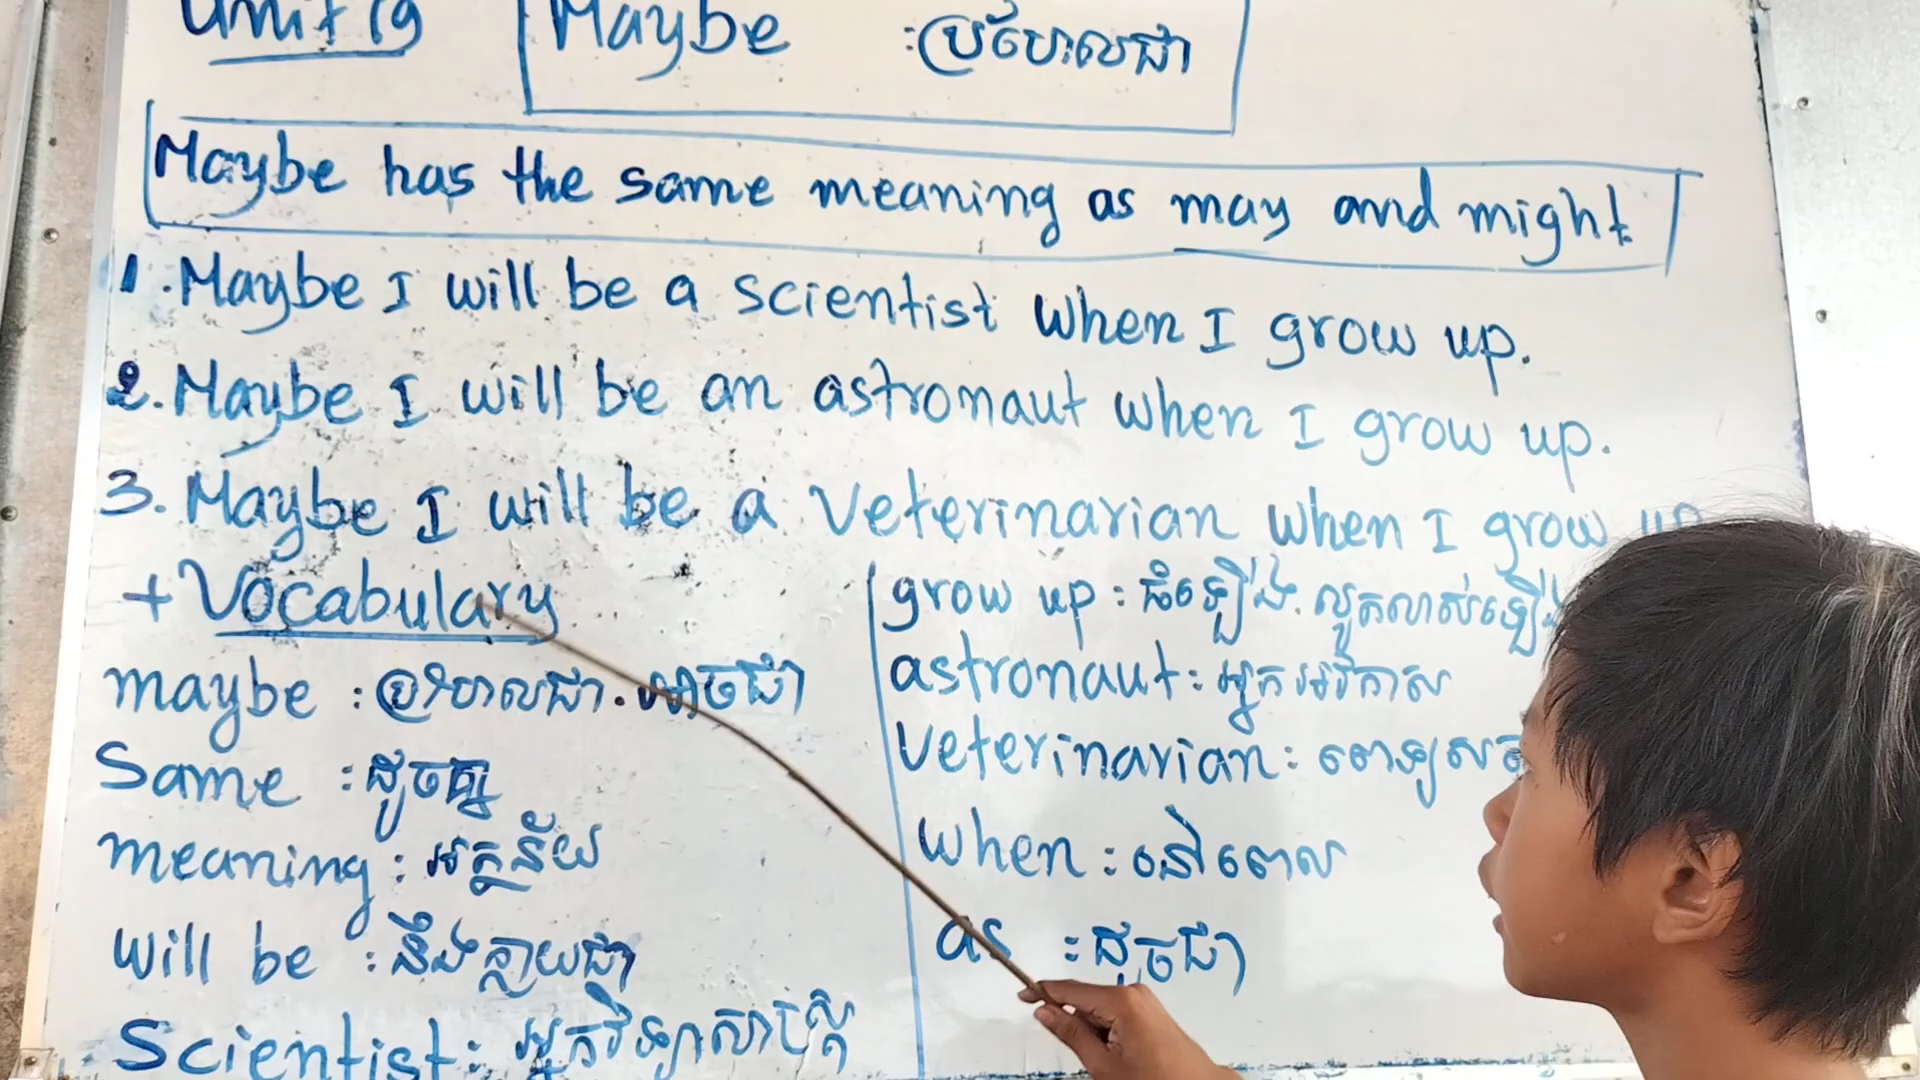 Unit 19
Maybe : ប្រហែលជា
Maybe has the same meaning as may and might
1. Maybe I will be a scientist when I grow up.
2. Maybe I will be an astronaut when I grow up.
3. Maybe I will be a veterinarian when I grow up
+ Vocabulary
maybe : ប្រហែលជា . អាចជា
Same : ដូចគ្នា
meaning : អត្ថន័យ
will be : នឹងក្លាយជា
Scientist : អ្នកវិទ្យាសាស្ត្រ
grow up : ធំឡើង. លូតលាស់ឡើង
astronaut : អ្នកអវកាស
veterinarian : ពេទ្យ
when : នៅពេល
as : ដូចជា